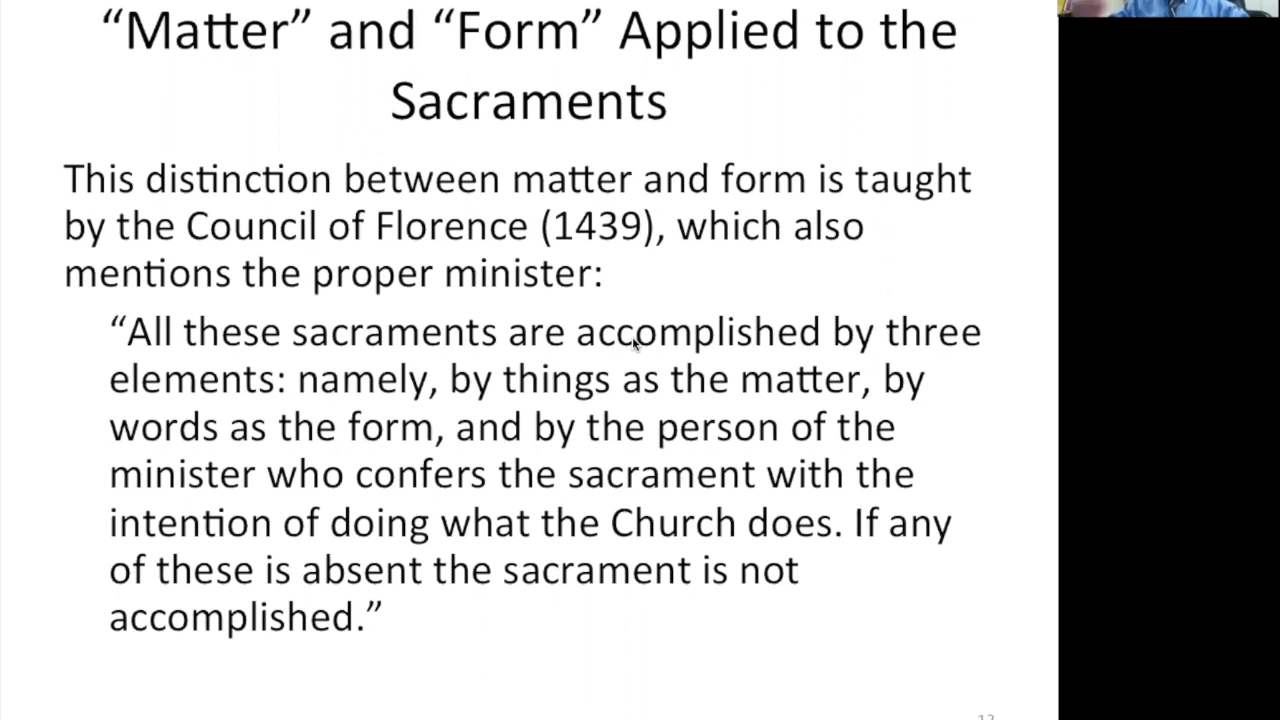 “Matter” and “Form” Applied to the
Sacraments
This distinction between matter and form is taught
by the Council of Florence (1439), which also
mentions the proper minister:
“All these sacraments are accomplished by three
elements: namely, by things as the matter, by
words as the form, and by the person of the
minister who confers the sacrament with the
intention of doing what the Church does. If any
of these is absent the sacrament is not
accomplished.”